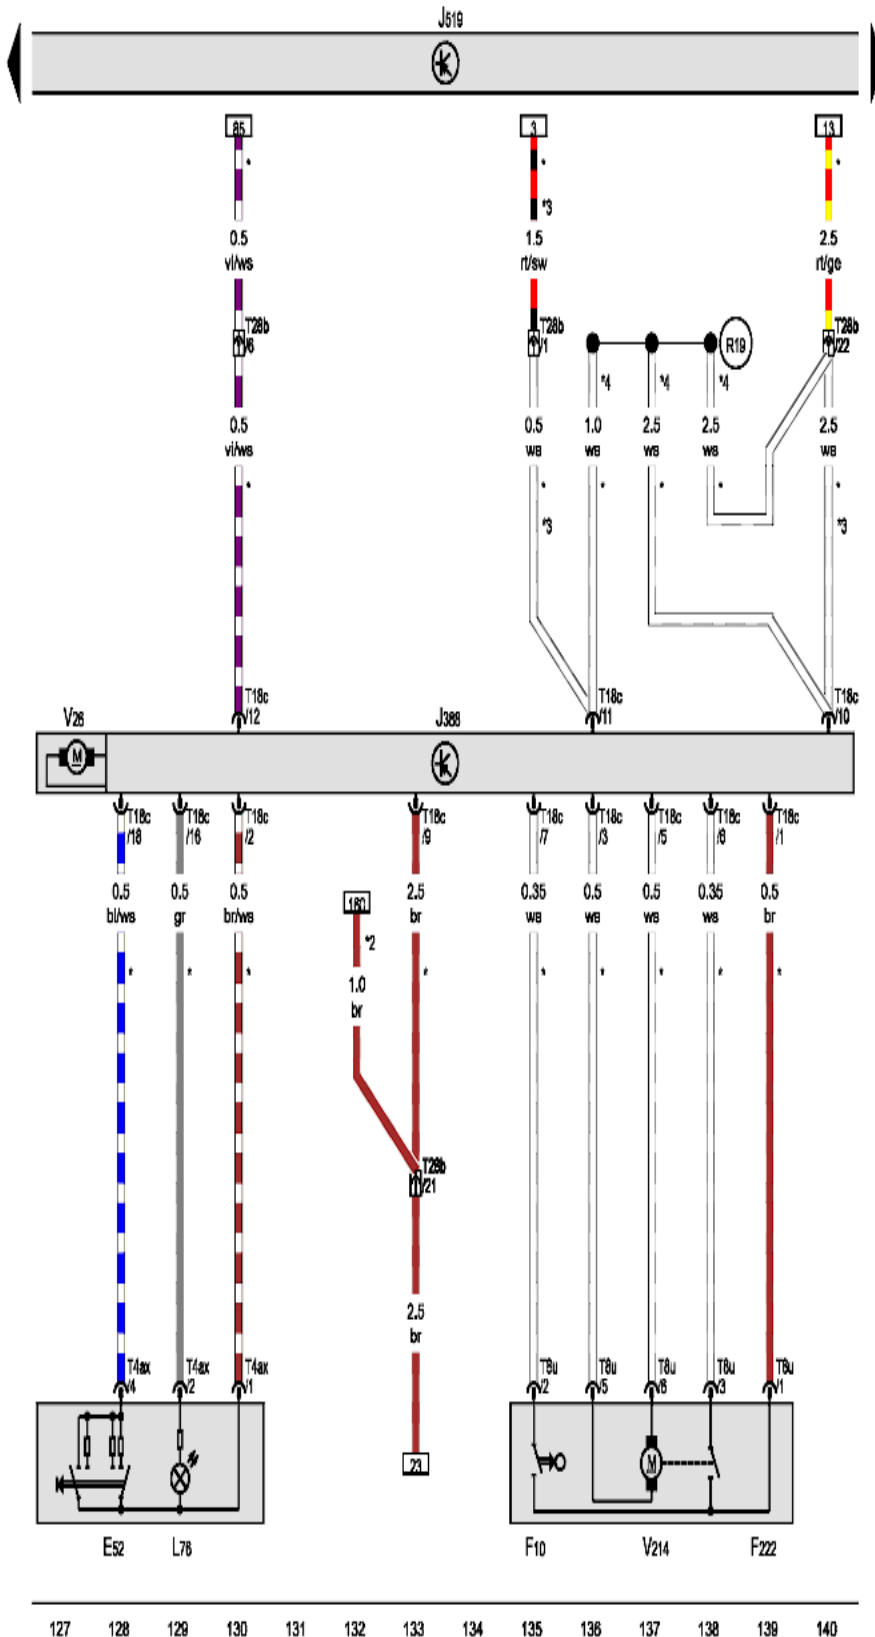 J519
85 3 13
* * *
*3
0.5 1.5 2.5
vi/ws rt/sw rt/ge
T28b T28b T28b
/6 /1 R19 /22
*4 *4 *4
0.5 0.5 1.0 2.5 2.5 2.5
vi/ws ws ws ws ws ws
* * * * * *
*3 *3
T18c T18c T18c
/12 /11 /10
V26 J388
M
T18c T18c T18c T18c T18c T18c T18c T18c T18c
/18 /16 /2 /9 /7 /3 /5 /6 /1
0.5 0.5 0.5 2.5 0.35 0.5 0.5 0.35 0.5
bl/ws gr br/ws 160 br ws ws ws ws br
*2
* * * * * * * * *
1.0
br
T28b
/21
2.5
br
T4ax T4ax T4ax T8u T8u T8u T8u T8u
/4 /2 /1 /2 /5 /6 /3 /1
23
M
E52 L76 F10 V214 F222
127 128 129 130 131 132 133 134 135 136 137 138 139 140